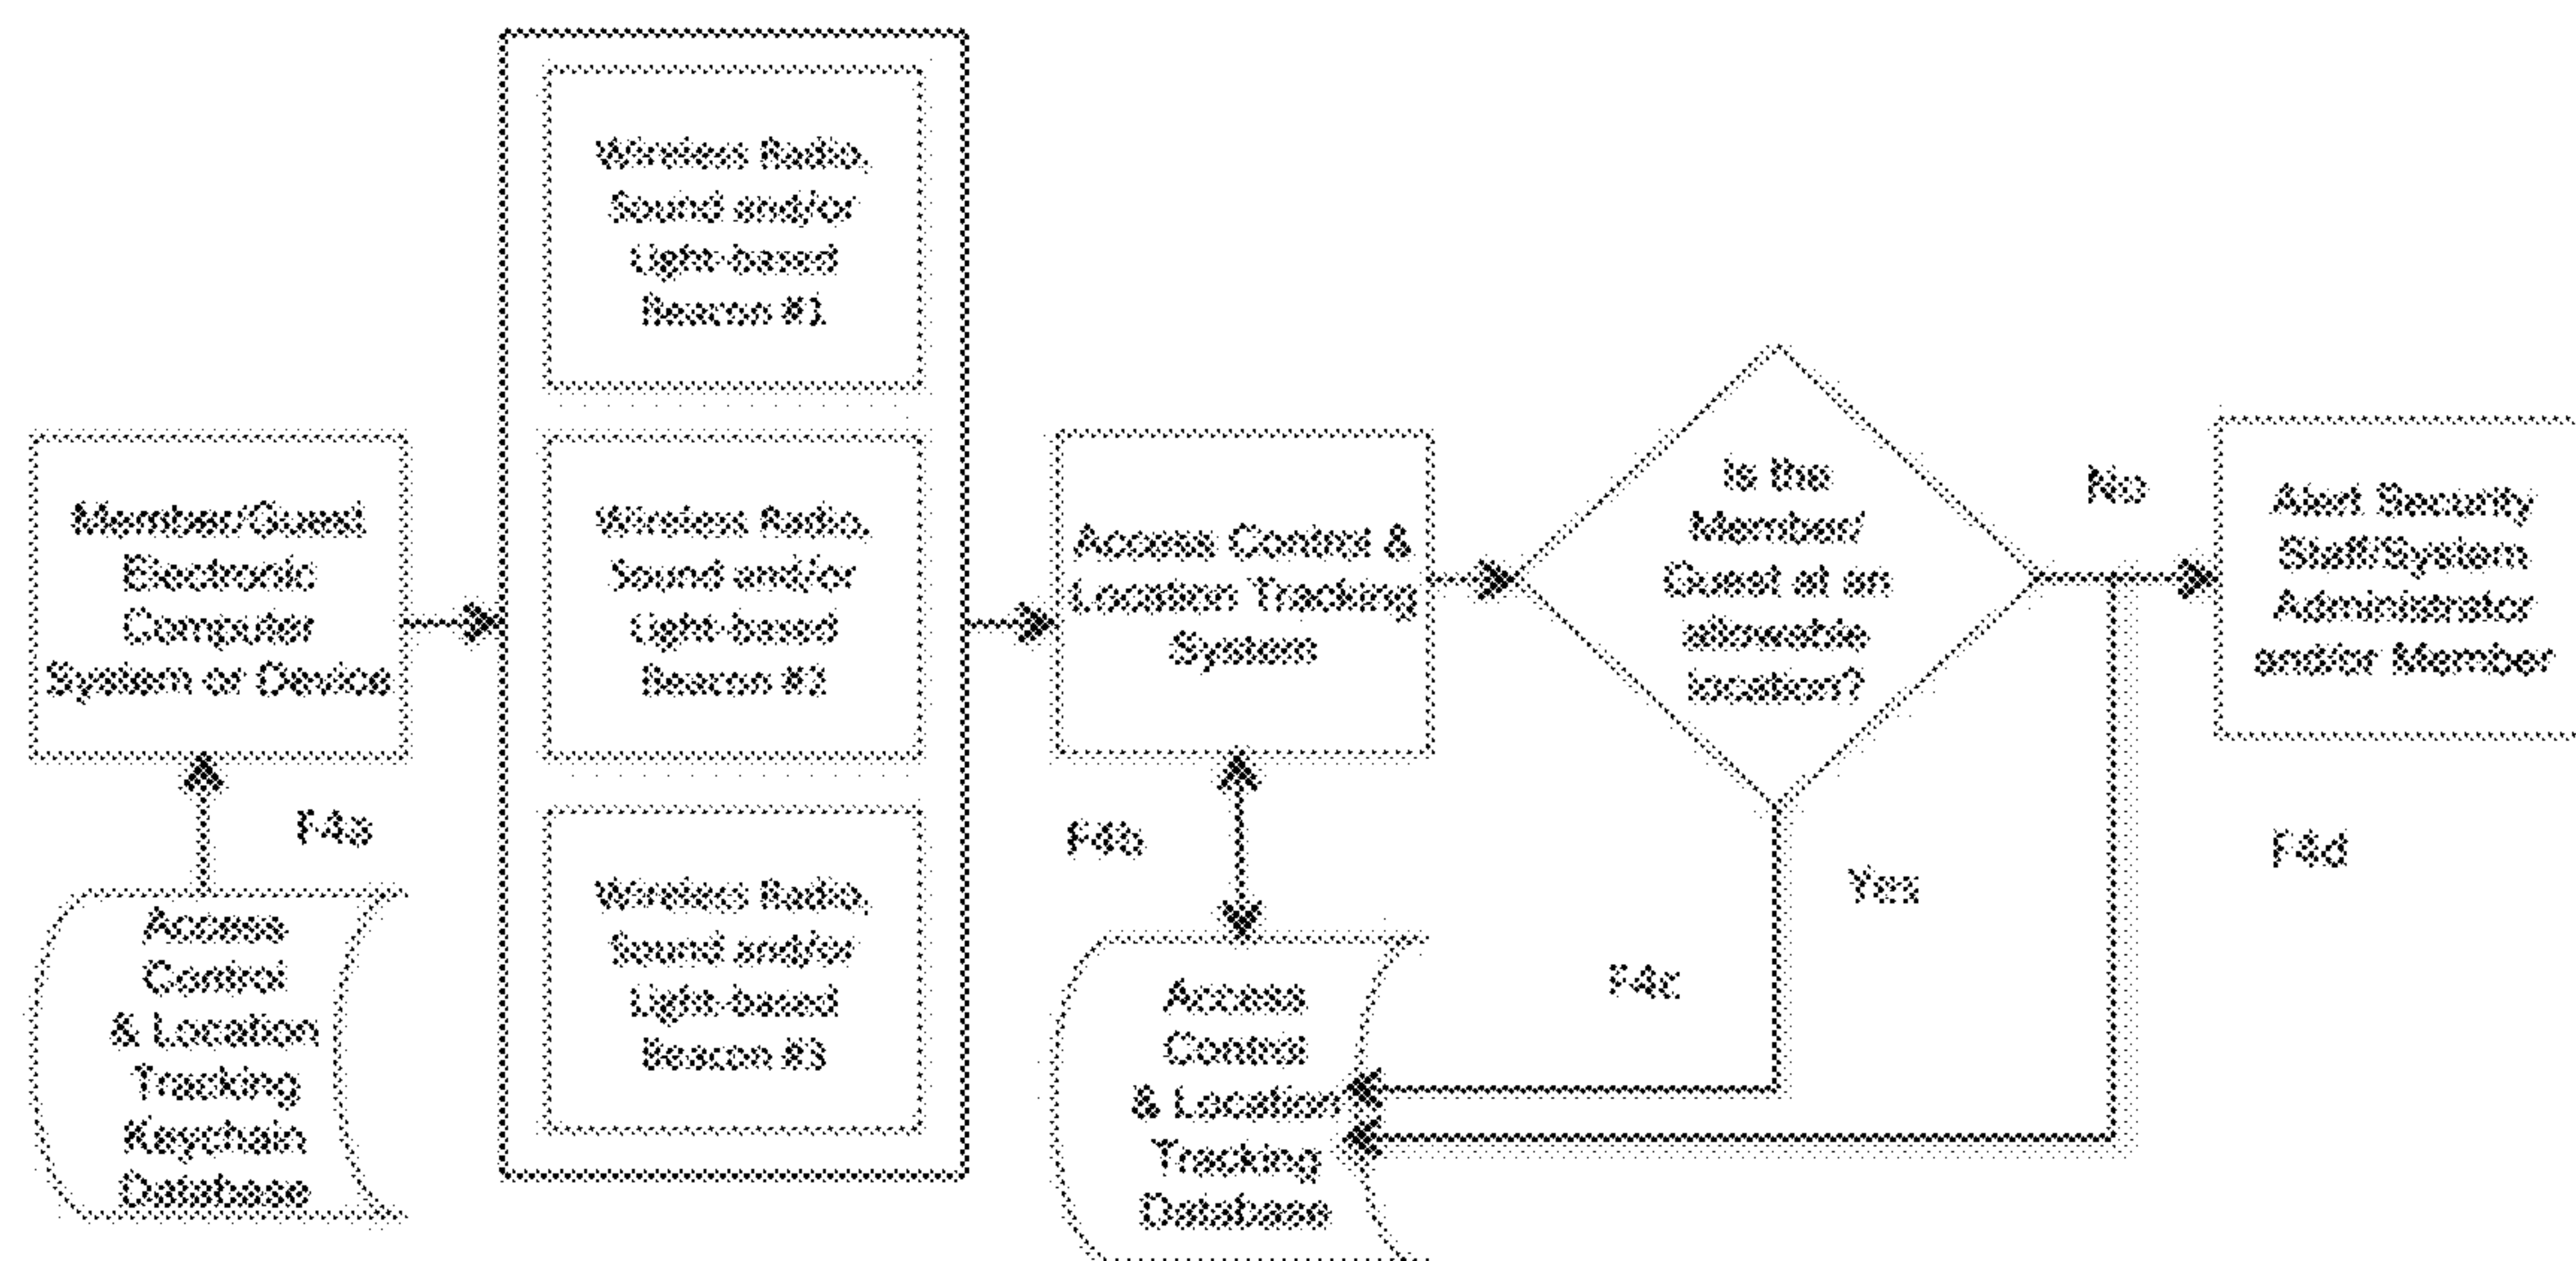 Member/Guest
Electronic
Computer
System or Device
F4a
Access
Control
& Location
Tracking
Keychain
Database
Wireless Radio,
Sound and/or
Light-based
Beacon #1
Wireless Radio,
Sound and/or
Light-based
Beacon #2
Wireless Radio,
Sound and/or
Light-based
Beacon #3
Access Control &
Location Tracking
System
F4b
Access
Control
& Location
Tracking
Database
Is the
Member/
Guest at an
allowable
location?
Yes
F4c
No
Alert Security
Staff/System
Administrator
and/or Member
F4d